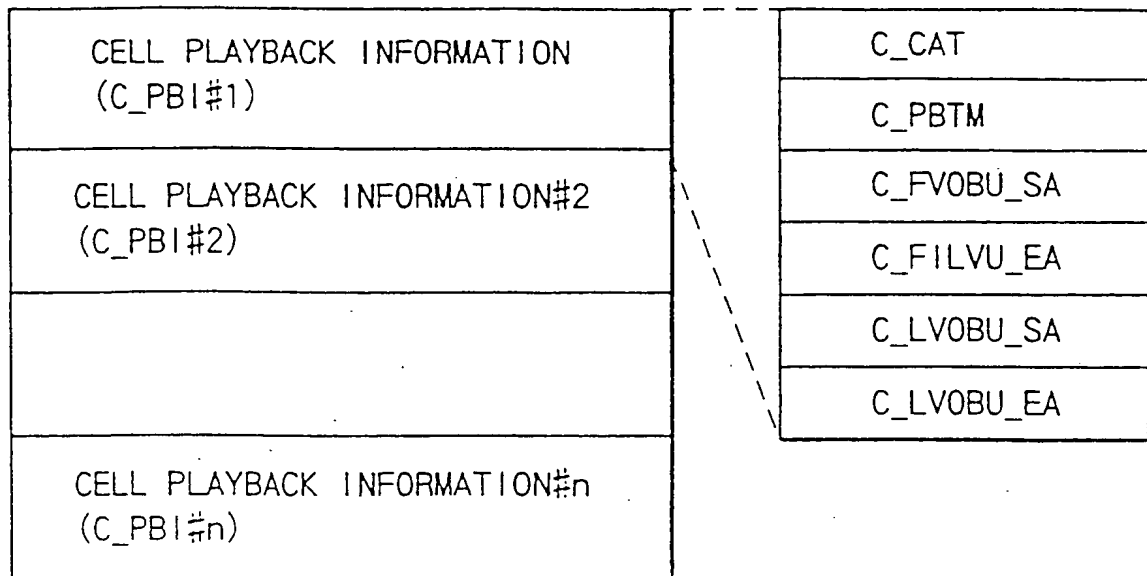 CELL PLAYBACK INFORMATION
(C_PBI#1)
CELL PLAYBACK INFORMATION#2
(C_PBI#2)
CELL PLAYBACK INFORMATION#n
(C_PBI#n)
C_CAT
C_PBTM
C_FVOBU_SA
C_FILVU_EA
C_LVOBU_SA
C_LVOBU_EA